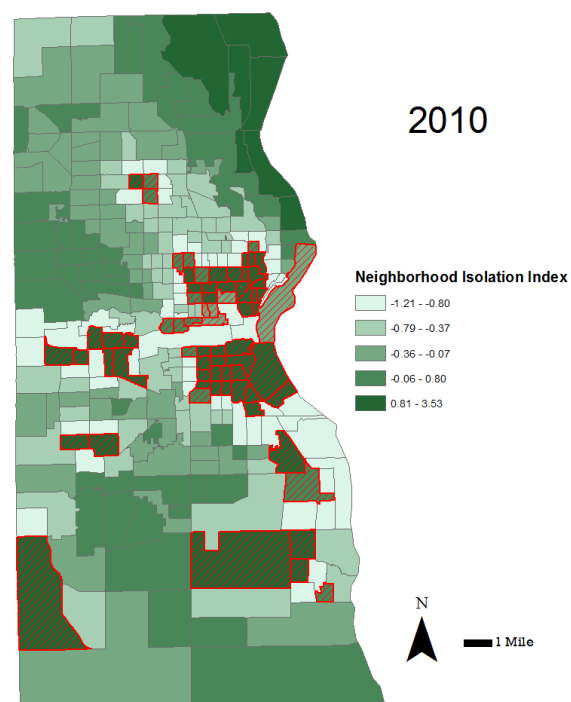 2010
Neighborhood Isolation Index
-1.21 - -0.80
-0.79 - -0.37
-0.36 - -0.07
-0.06 - 0.80
0.81 - 3.53
N
1 Mile